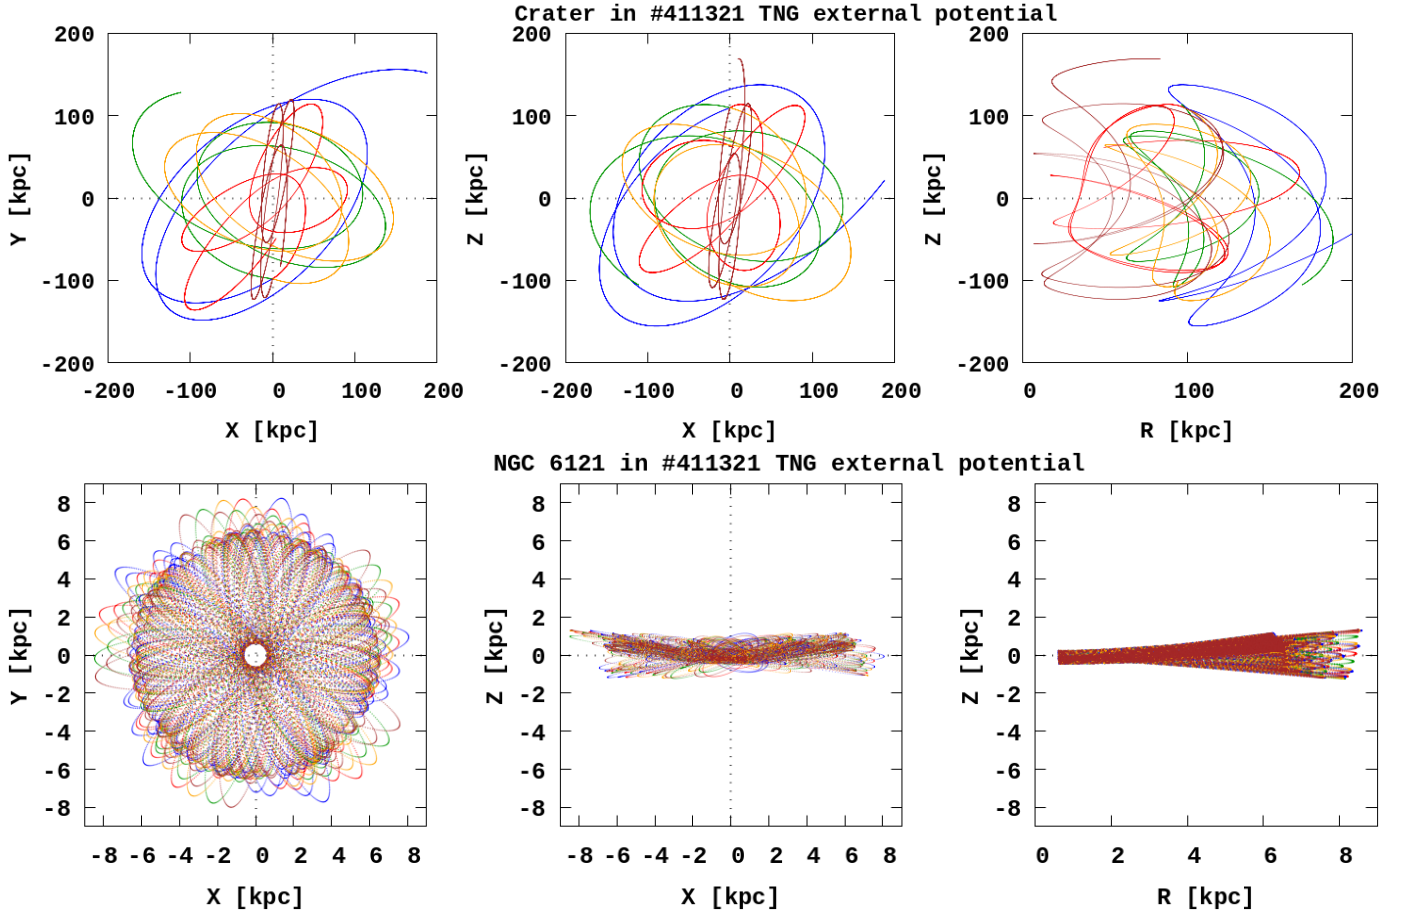 Crater in #411321 TNG external potential
200
100
0
-100
-200
-200 -100 0 100 200
Y [kpc]
X [kpc]
200
100
0
-100
-200
-200 -100 0 100 200
Z [kpc]
X [kpc]
200
100
0
-100
-200
0 100 200
Z [kpc]
R [kpc]
NGC 6121 in #411321 TNG external potential
8
6
4
2
0
-2
-4
-6
-8
-8 -6 -4 -2 0 2 4 6 8
Y [kpc]
X [kpc]
8
6
4
2
0
-2
-4
-6
-8
-8 -6 -4 -2 0 2 4 6 8
Z [kpc]
X [kpc]
8
6
4
2
0
-2
-4
-6
-8
0 2 4 6 8
Z [kpc]
R [kpc]